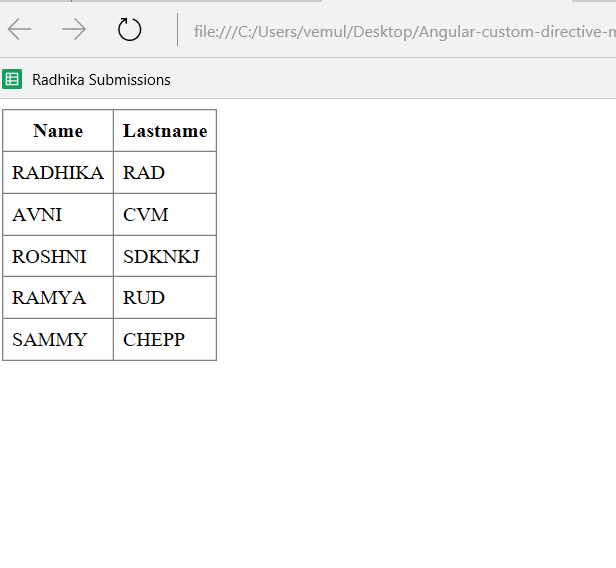 file:///C:/Users/vemul/Desktop/Angular-custom-directive-m
Radhika Submissions
Name Lastname
RADHIKA RAD
AVNI CVM
ROSHNI SDKNKJ
RAMYA RUD
SAMMY CHEPP